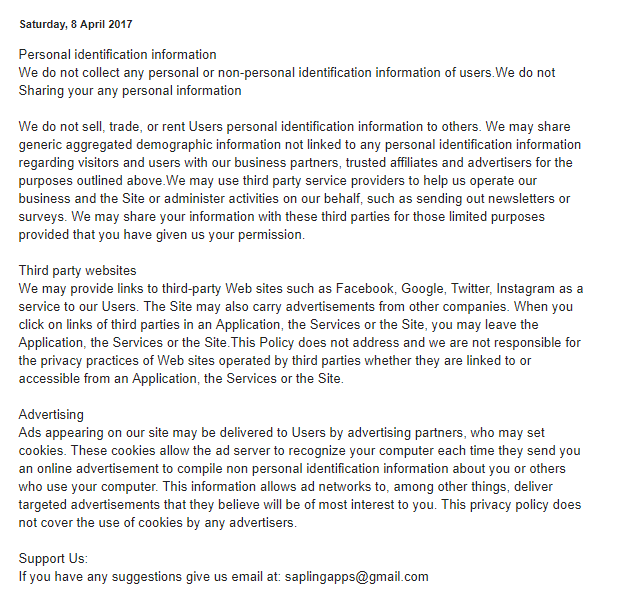 Saturday, 8 April 2017
Personal identification information
We do not collect any personal or non-personal identification information of users.We do not
Sharing your any personal information
We do not sell, trade, or rent Users personal identification information to others. We may share
generic aggregated demographic information not linked to any personal identification information
regarding visitors and users with our business partners, trusted affiliates and advertisers for the
purposes outlined above.We may use third party service providers to help us operate our
business and the Site or administer activities on our behalf, such as sending out newsletters or
surveys. We may share your information with these third parties for those limited purposes
provided that you have given us your permission.
Third party websites
We may provide links to third-party Web sites such as Facebook, Google, Twitter, Instagram as a
service to our Users. The Site may also carry advertisements from other companies. When you
click on links of third parties in an Application, the Services or the Site, you may leave the
Application, the Services or the Site.This Policy does not address and we are not responsible for
the privacy practices of Web sites operated by third parties whether they are linked to or
accessible from an Application, the Services or the Site.
Advertising
Ads appearing on our site may be delivered to Users by advertising partners, who may set
cookies. These cookies allow the ad server to recognize your computer each time they send you
an online advertisement to compile non personal identification information about you or others
who use your computer. This information allows ad networks to, among other things, deliver
targeted advertisements that they believe will be of most interest to you. This privacy policy does
not cover the use of cookies by any advertisers.
Support Us:
If you have any suggestions give us email at: saplingapps@gmail.com